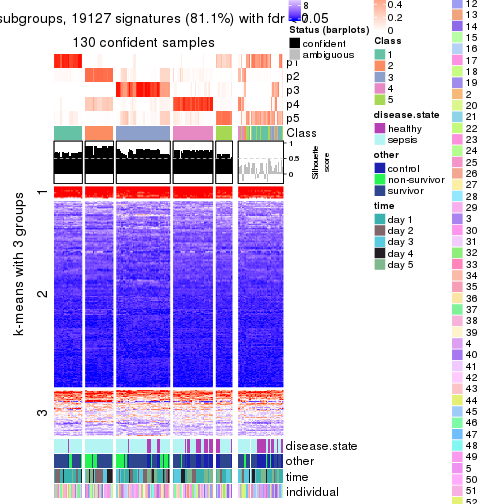 subgroups, 19127 signatures (81.1%) with fdr < 0.05
130 confident samples
p1
p2
p3
p4
p5
Class
1
0.5
0
Silhouette
score
k-means with 3 groups
1
2
3
disease.state
other
time
individual
8
0
Status (barplots)
confident
ambiguous
0.4
0.2
0
Class
1
2
3
4
5
disease.state
healthy
sepsis
other
control
non-survivor
survivor
time
day 1
day 2
day 3
day 4
day 5
12
13
14
15
16
17
18
19
2
20
21
22
23
24
25
26
27
28
29
3
30
31
32
33
34
35
36
37
38
39
4
40
41
42
43
44
45
46
47
48
49
5
50
51